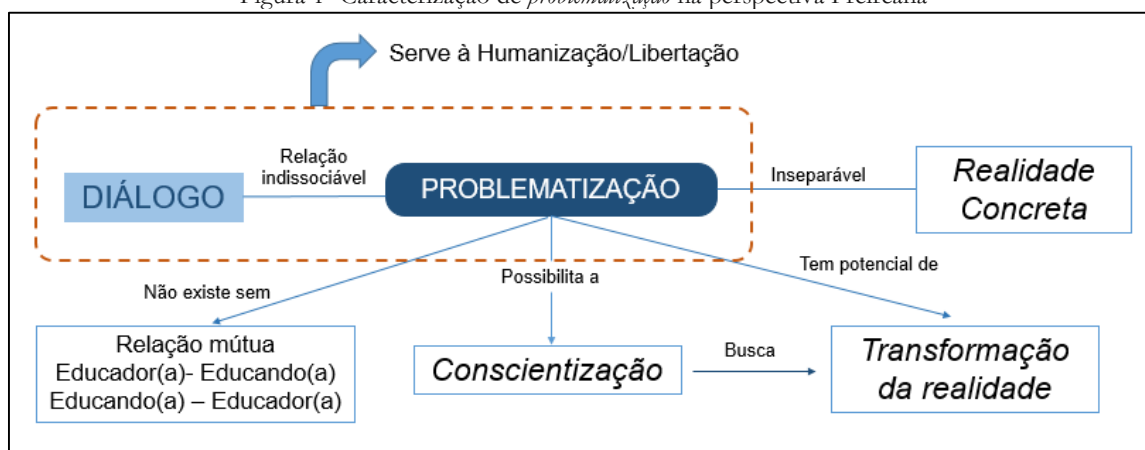 Serve à Humanização/Libertação
Relação
indissociável
DIÁLOGO
PROBLEMATIZAÇÃO
Inseparável
Realidade
Concreta
Não existe sem
Possibilita a
Tem potencial de
Relação mútua
Educador(a)- Educando(a)
Educando(a) – Educador(a)
Conscientização
Busca
Transformação
da realidade